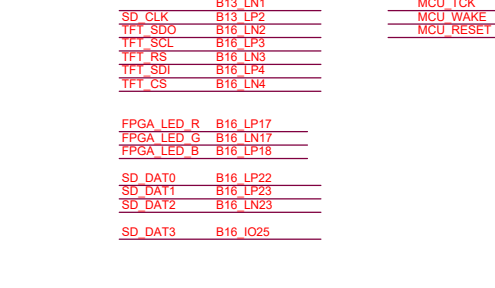 B13_LN1 MCU_TCK
SD_CLK B13_LP2 MCU_WAKE
TFT_SDO B16_LN2 MCU_RESET
TFT_SCL B16_LP3
TFT_RS B16_LN3
TFT_SDI B16_LP4
TFT_CS B16_LN4
FPGA_LED_R B16_LP17
FPGA_LED_G B16_LN17
FPGA_LED_B B16_LP18
SD_DAT0 B16_LP22
SD_DAT1 B16_LP23
SD_DAT2 B16_LN23
SD_DAT3 B16_IO25